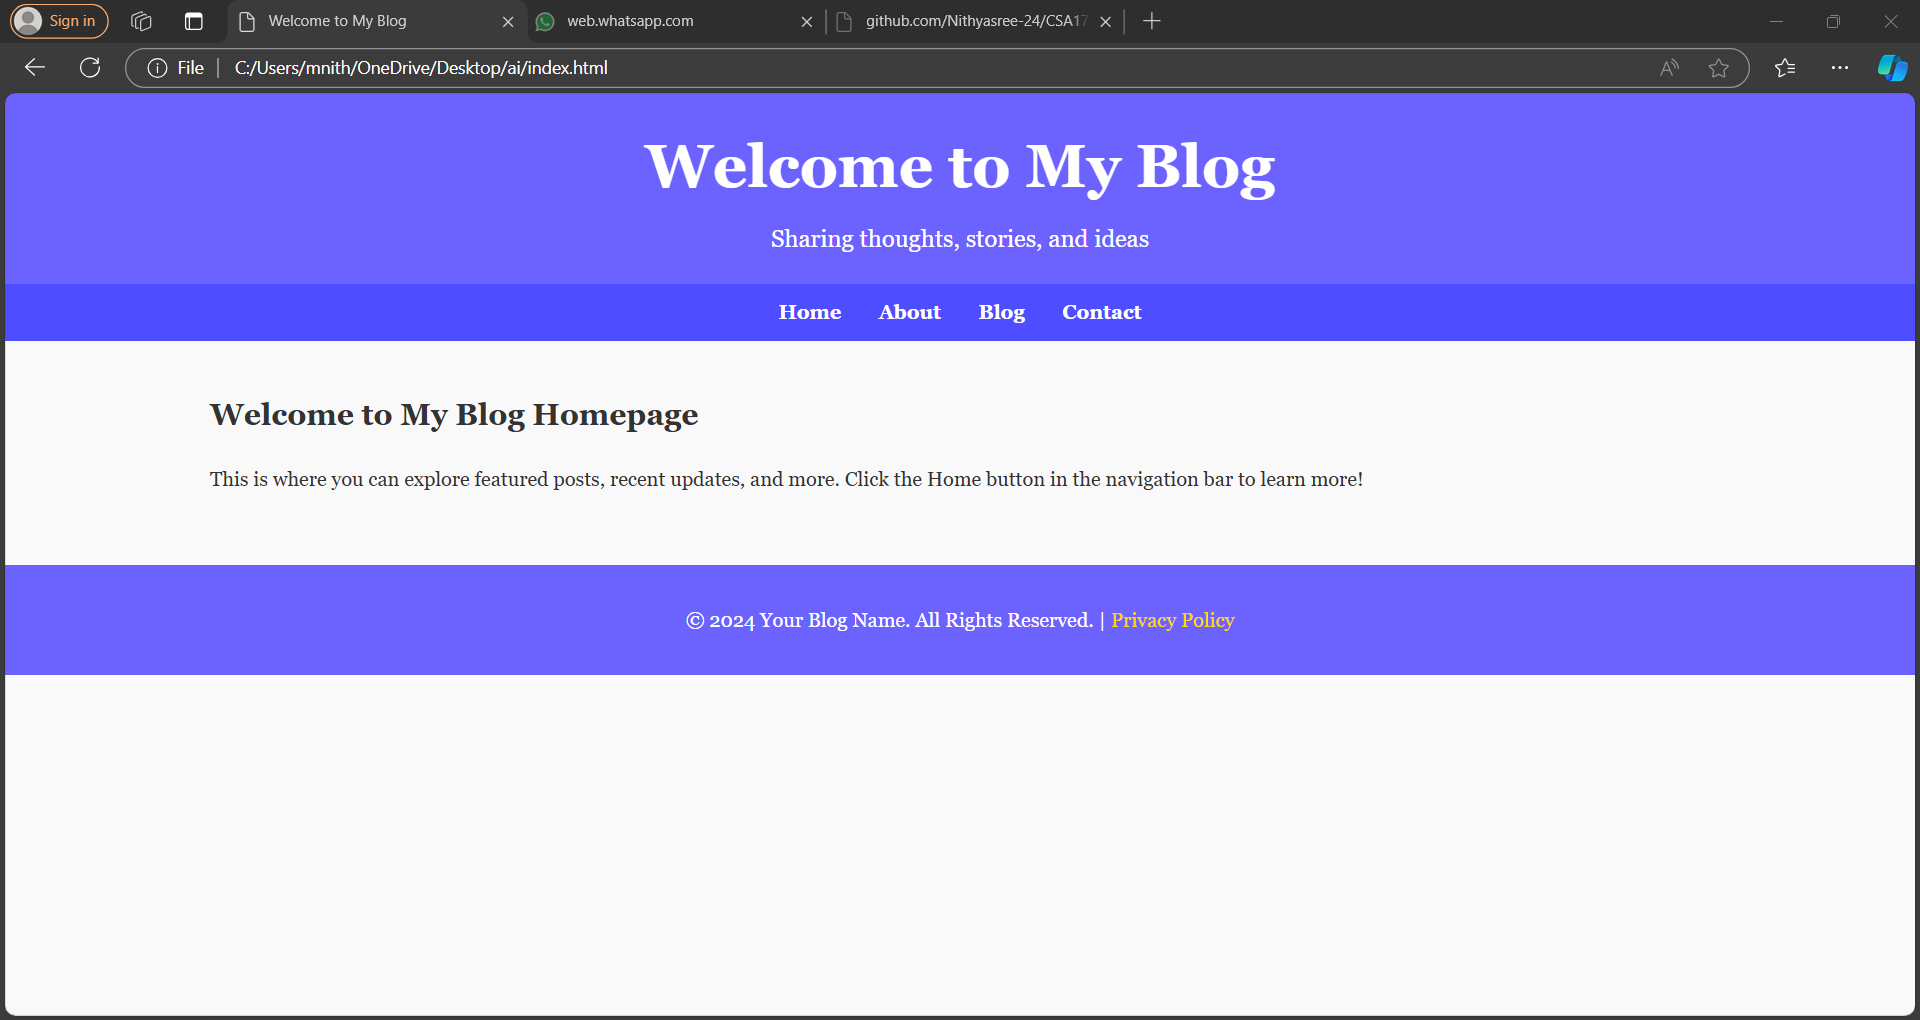 Sign in
Welcome to My Blog
web.whatsapp.com
github.com/Nithyasree-24/CSA17
File
C:/Users/mnith/OneDrive/Desktop/ai/index.html
Welcome to My Blog
Sharing thoughts, stories, and ideas
Home About Blog Contact
Welcome to My Blog Homepage
This is where you can explore featured posts, recent updates, and more. Click the Home button in the navigation bar to learn more!
© 2024 Your Blog Name. All Rights Reserved. | Privacy Policy